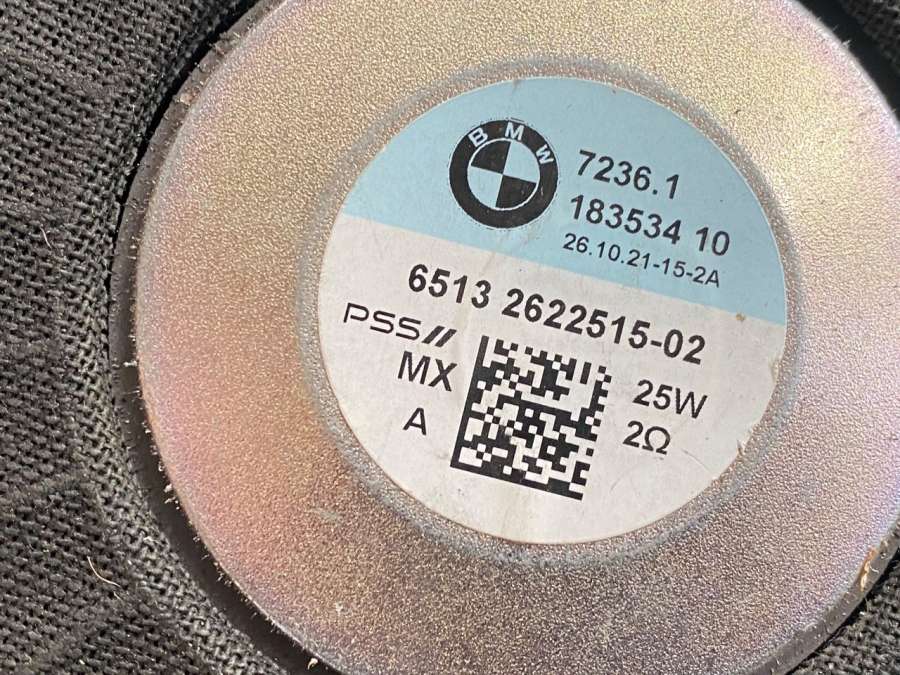 BMW
7236.1
183534 10
26.10.21-15-2A
6513 2622515-02
PSS//
MX
25W
A
2Ω